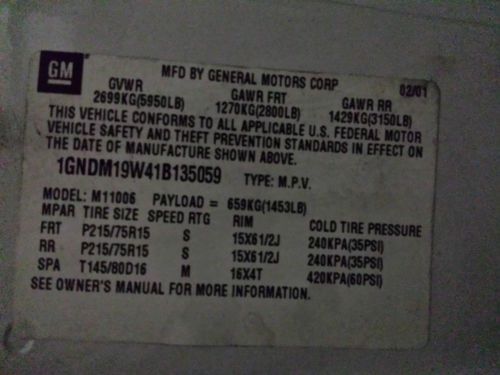 GM
MFD BY GENERAL MOTORS CORP 02/01
GVWR GAWR FRT GAWR RR
2699KG(5950LB) 1270KG(2800LB) 1429KG(3150LB)
THIS VEHICLE CONFORMS TO ALL APPLICABLE U.S. FEDERAL MOTOR
VEHICLE SAFETY AND THEFT PREVENTION STANDARDS IN EFFECT ON
THE DATE OF MANUFACTURE SHOWN ABOVE.
1GNDM19W41B135059 TYPE: M.P.V.
MODEL: M11006 PAYLOAD = 659KG(1453LB)
MPAR TIRE SIZE SPEED RTG RIM COLD TIRE PRESSURE
FRT P215/75R15 S 15X61/2J 240KPA(35PSI)
RR P215/75R15 S 15X61/2J 240KPA(35PSI)
SPA T145/80D16 M 16X4T 420KPA(60PSI)
SEE OWNER'S MANUAL FOR MORE INFORMATION.